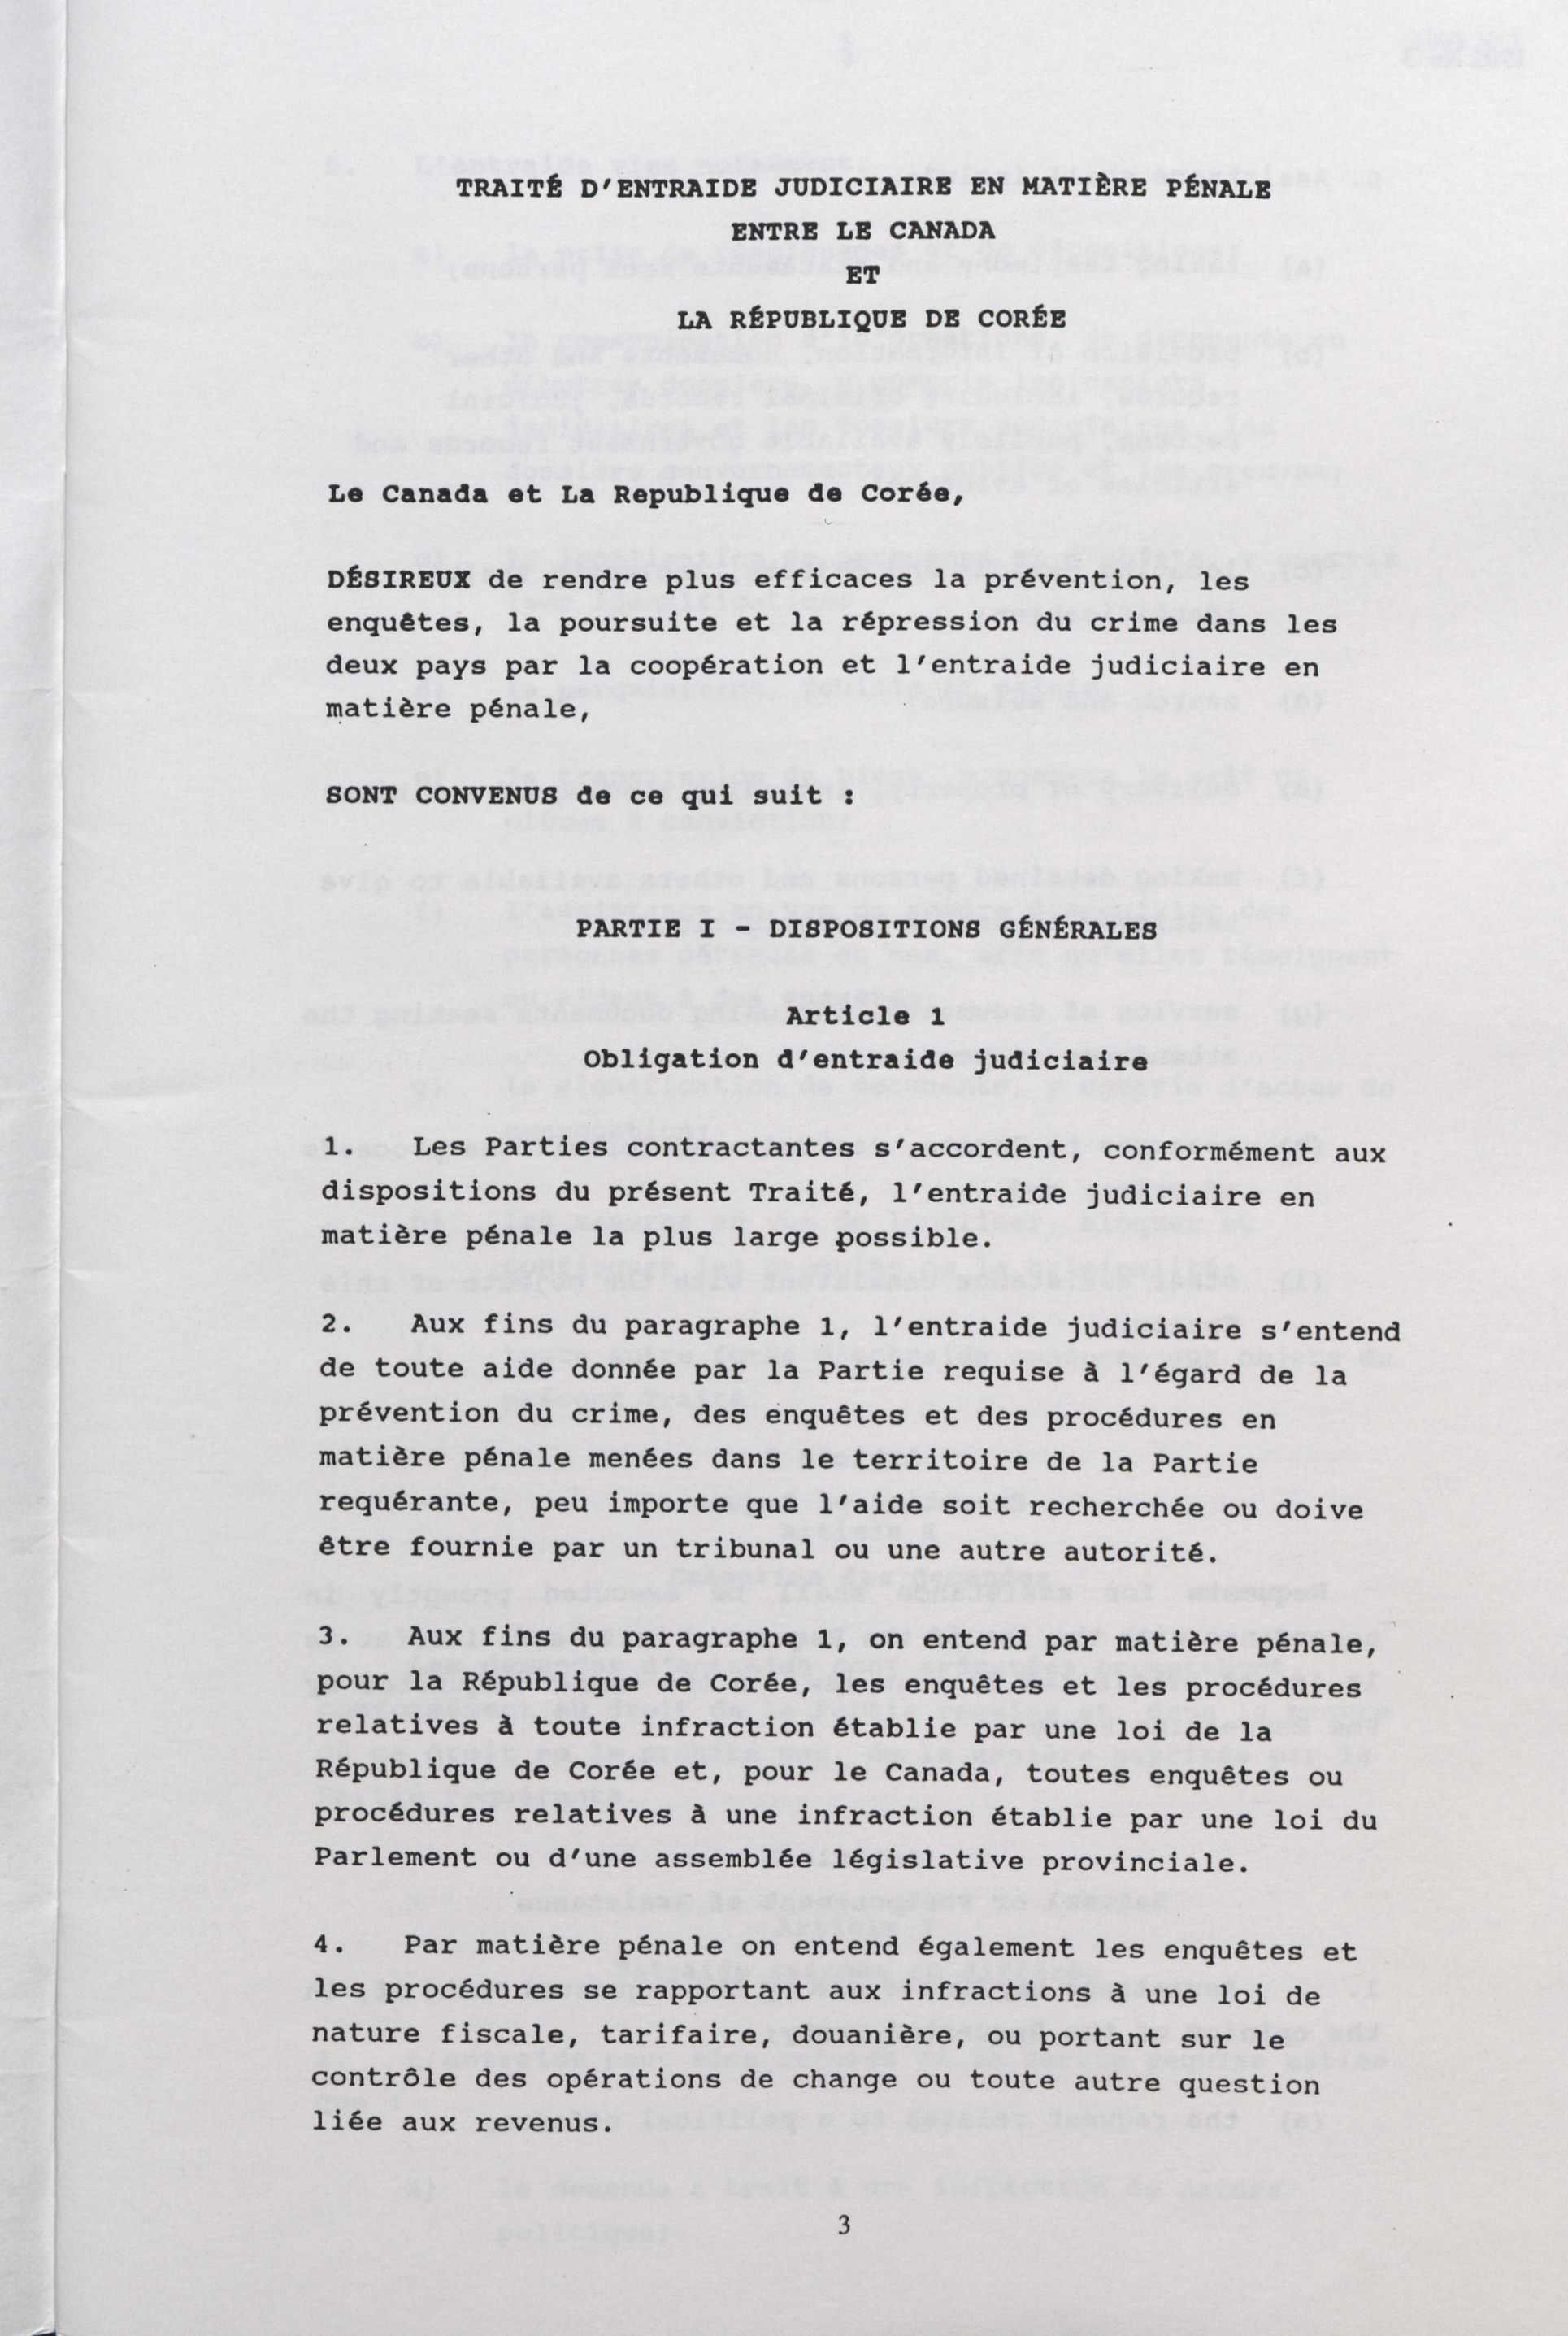 TRAITÉ D'ENTRAIDE JUDICIAIRE EN MATIÈRE PÉNALE
ENTRE LE CANADA
ET
LA RÉPUBLIQUE DE CORÉE
Le Canada et La Republique de Corée,
DÉSIREUX de rendre plus efficaces la prévention, les
enquêtes, la poursuite et la répression du crime dans les
deux pays par la coopération et l'entraide judiciaire en
matière pénale,
SONT CONVENUS de ce qui suit :
PARTIE I - DISPOSITIONS GÉNÉRALES
Article 1
Obligation d'entraide judiciaire
1. Les Parties contractantes s'accordent, conformément aux
dispositions du présent Traité, l'entraide judiciaire en
matière pénale la plus large possible.
2. Aux fins du paragraphe 1, l'entraide judiciaire s'entend
de toute aide donnée par la Partie requise à l'égard de la
prévention du crime, des enquêtes et des procédures en
matière pénale menées dans le territoire de la Partie
requérante, peu importe que l'aide soit recherchée ou doive
être fournie par un tribunal ou une autre autorité.
3. Aux fins du paragraphe 1, on entend par matière pénale,
pour la République de Corée, les enquêtes et les procédures
relatives à toute infraction établie par une loi de la
République de Corée et, pour le Canada, toutes enquêtes ou
procédures relatives à une infraction établie par une loi du
Parlement ou d'une assemblée législative provinciale.
4. Par matière pénale on entend également les enquêtes et
les procédures se rapportant aux infractions à une loi de
nature fiscale, tarifaire, douanière, ou portant sur le
contrôle des opérations de change ou toute autre question
liée aux revenus.
3